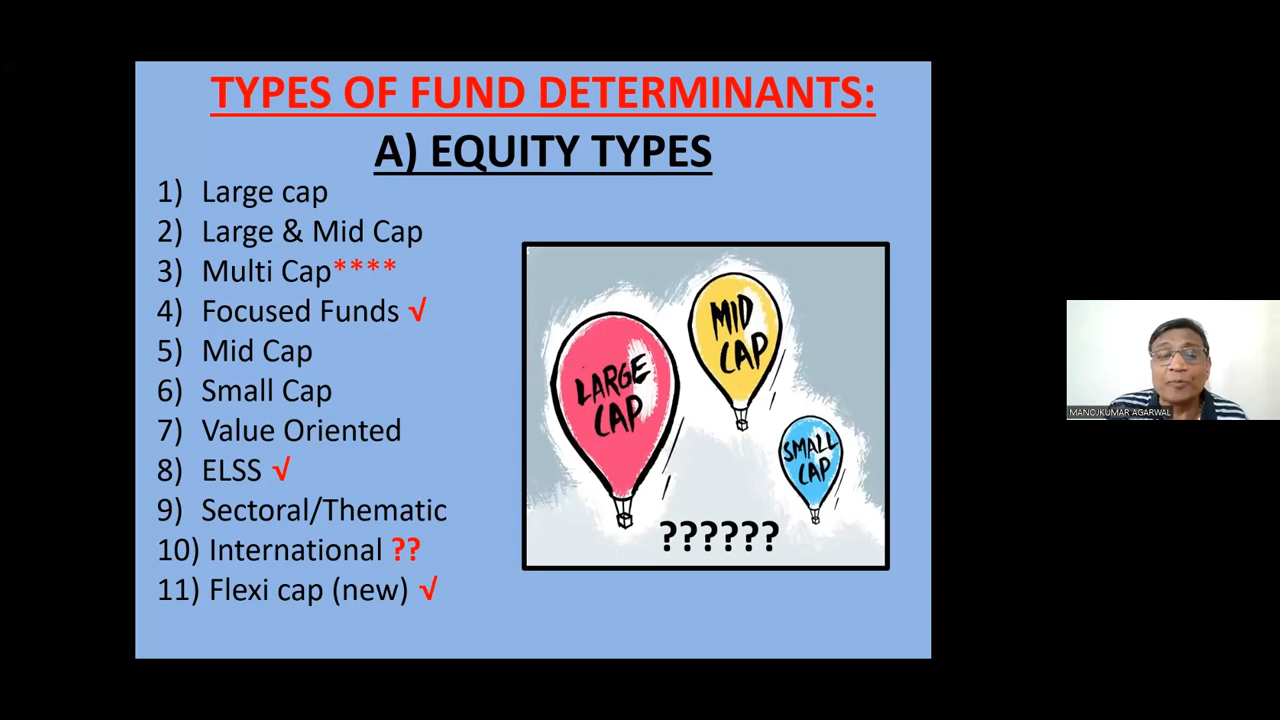 TYPES OF FUND DETERMINANTS:
A) EQUITY TYPES
1) Large cap
2) Large & Mid Cap
3) Multi Cap****
4) Focused Funds √
5) Mid Cap
6) Small Cap
7) Value Oriented
8) ELSS √
9) Sectoral/Thematic
10) International ??
11) Flexi cap (new) √
LARGE
CAP
MID
CAP
SMALL
CAP
??????
MANOJKUMAR AGARWAL